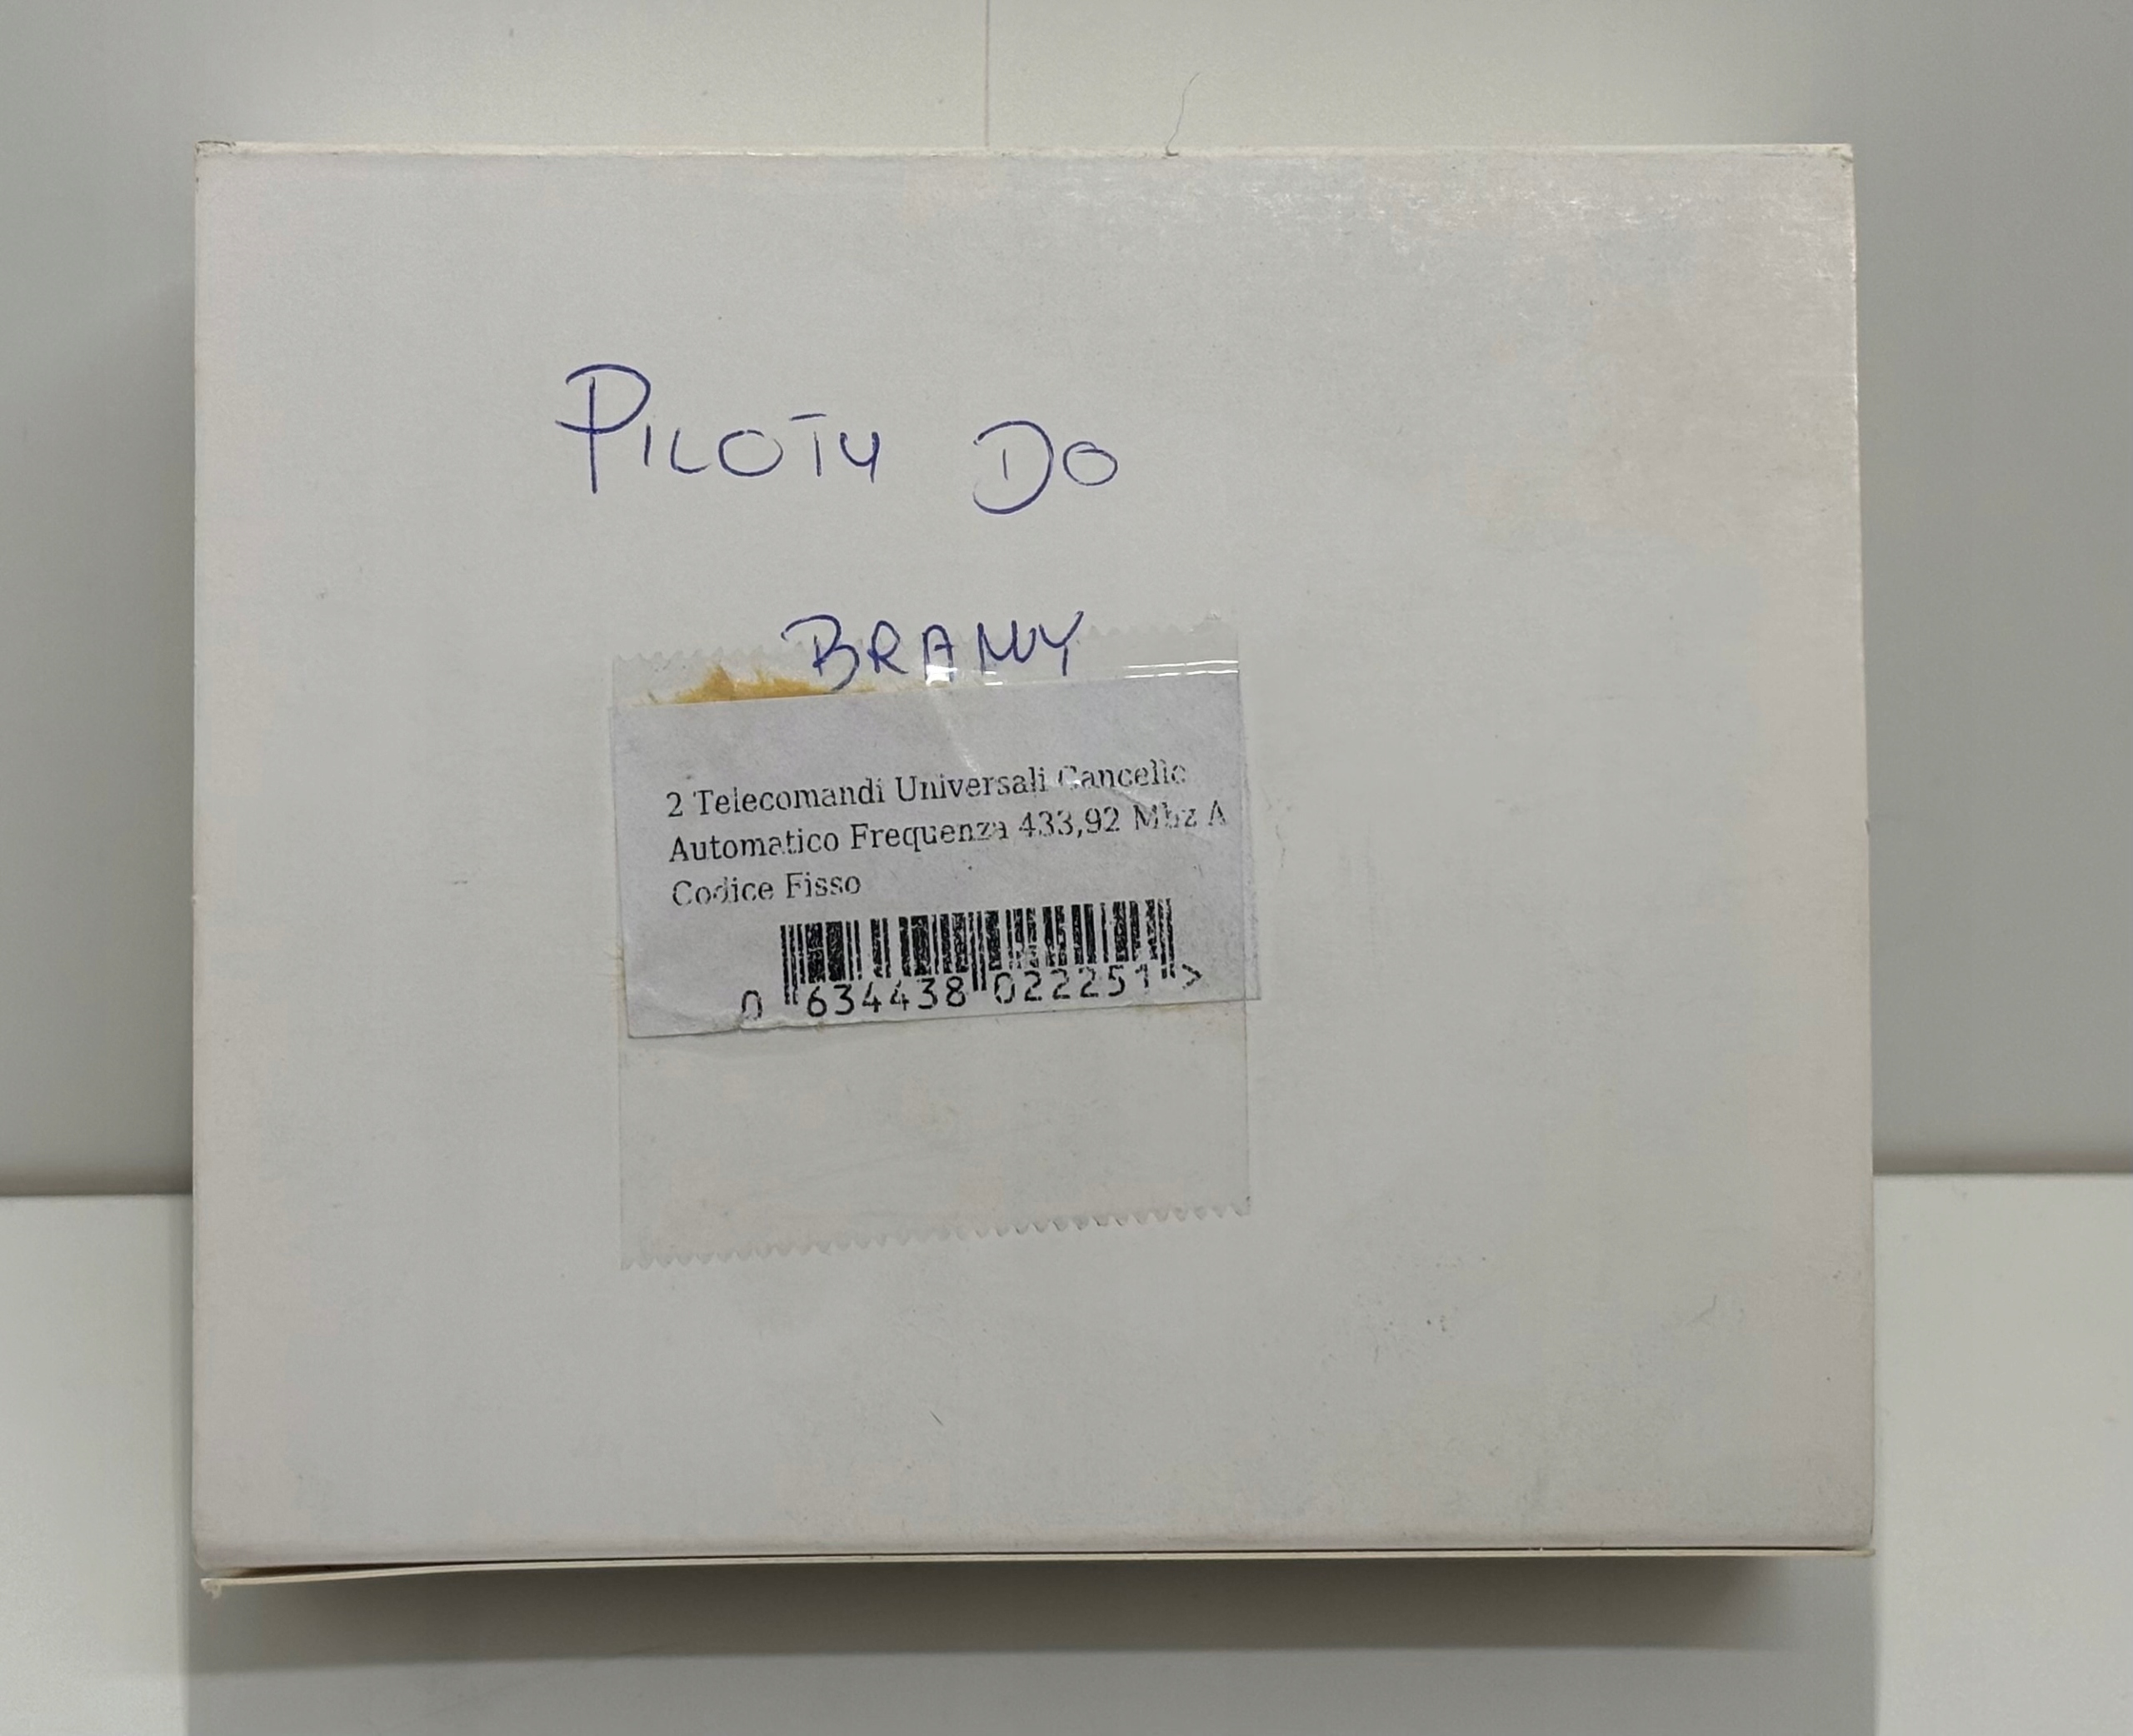 PILOTY DO
BRAMY
2 Telecomandi Universali Cancello
Automatico Frequenza 433,92 Mhz A
Codice Fisso
0 634438 022251 >